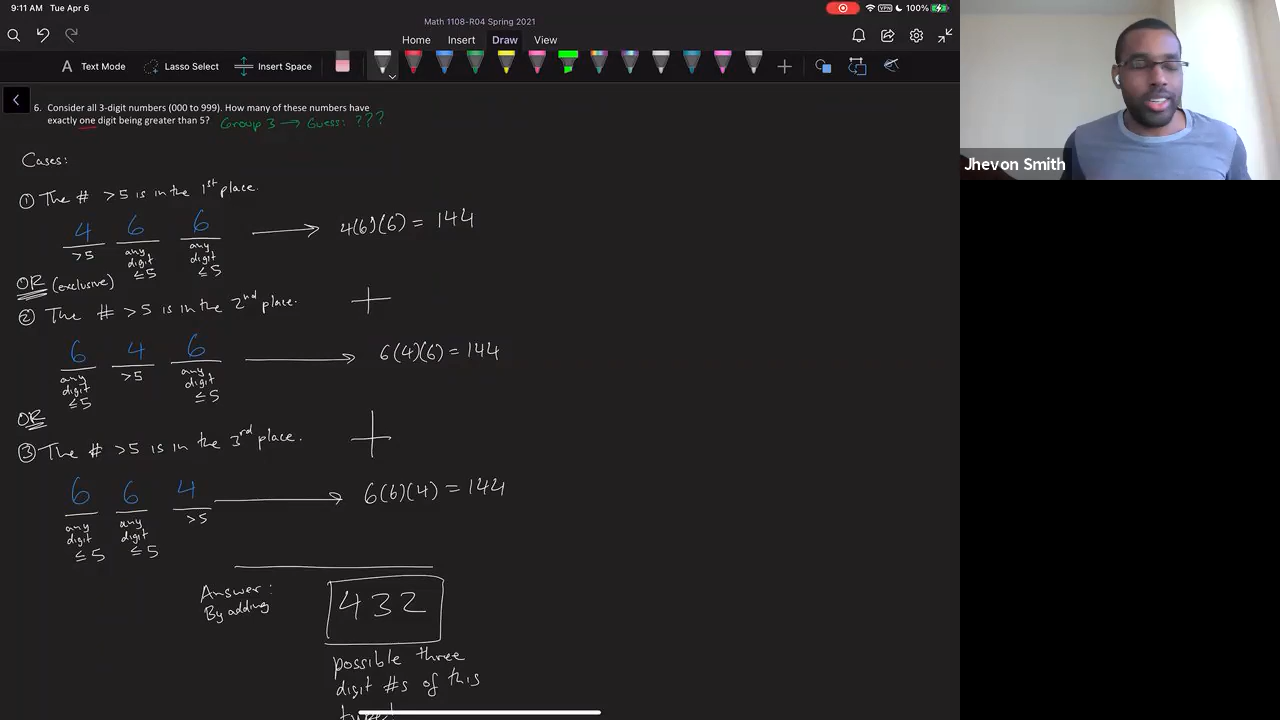 9:11 AM Tue Apr 6
VPN 100%
Math 1108-R04 Spring 2021
Home Insert Draw View
Text Mode Lasso Select Insert Space
6. Consider all 3-digit numbers (000 to 999). How many of these numbers have
exactly one digit being greater than 5? Group 3 → Guess: ???
Jhevon Smith
Cases:
① The # >5 is in the 1st place.
4 6 6 → 4(6)(6) = 144
>5 any digit ≤5 any digit ≤5
OR (exclusive)
② The # >5 is in the 2nd place. +
6 4 6 → 6(4)(6) = 144
any digit ≤5 >5 any digit ≤5
OR
③ The # >5 is in the 3rd place. +
6 6 4 → 6(6)(4) = 144
any digit ≤5 any digit ≤5 >5
Answer:
By adding
432
possible three
digit #s of this